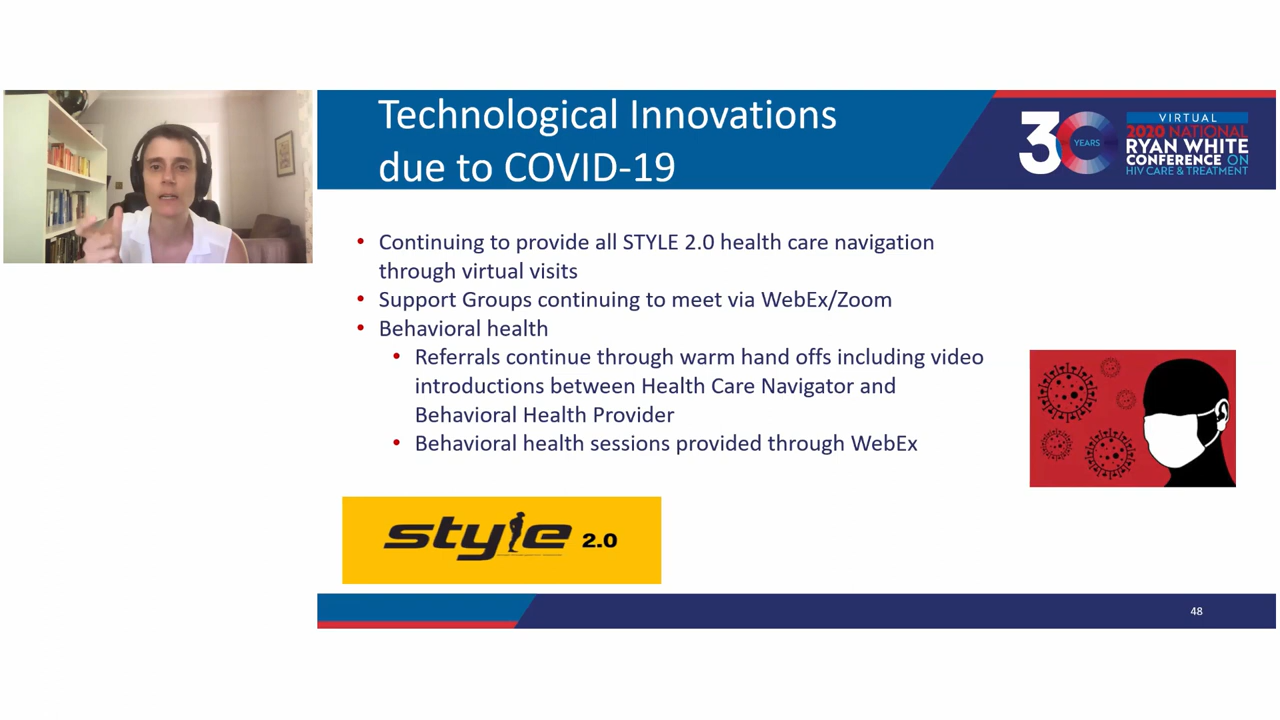 Technological Innovations
due to COVID-19
30
YEARS
VIRTUAL
2020 NATIONAL
RYAN WHITE
CONFERENCE ON
HIV CARE & TREATMENT
• Continuing to provide all STYLE 2.0 health care navigation
through virtual visits
• Support Groups continuing to meet via WebEx/Zoom
• Behavioral health
• Referrals continue through warm hand offs including video
introductions between Health Care Navigator and
Behavioral Health Provider
• Behavioral health sessions provided through WebEx
style 2.0
48